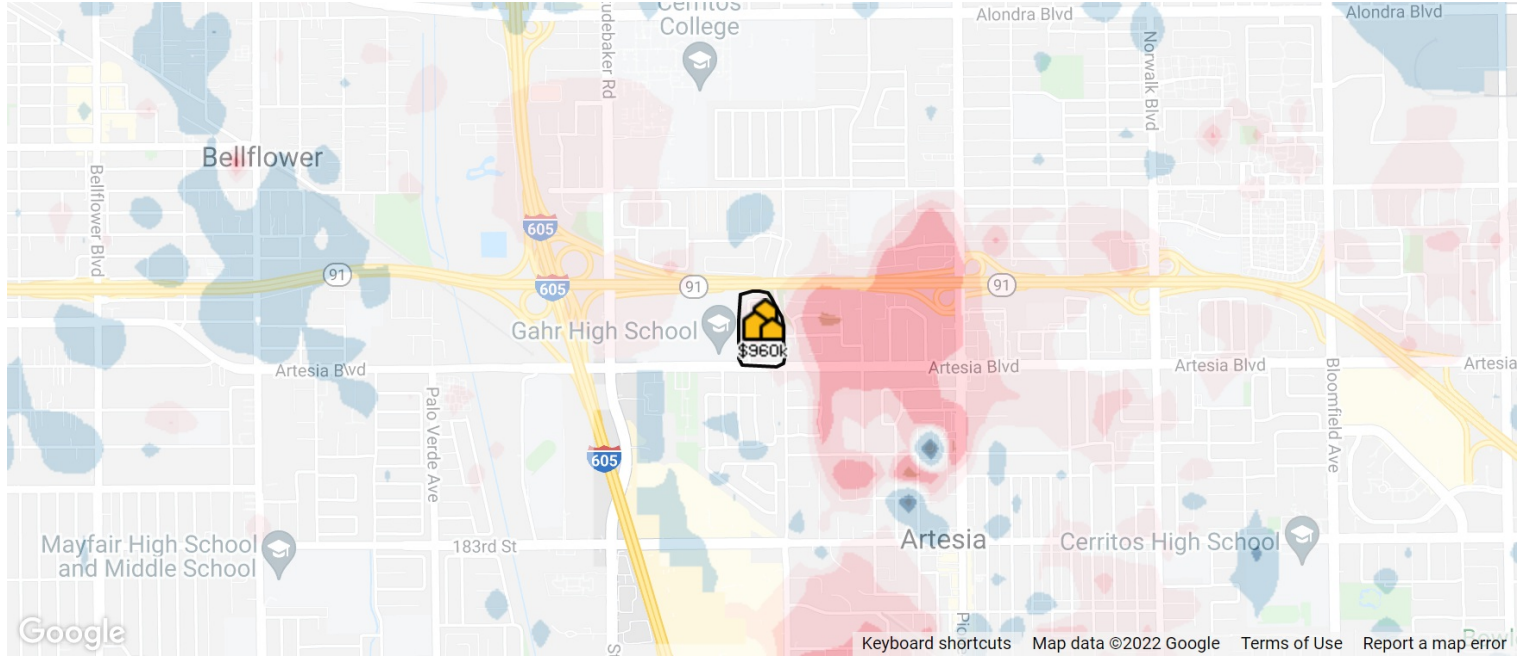 Cerritos
College
Alondra Blvd
Alondra Blvd
Norwalk Blvd
Bellflower
Bellflower Blvd
605
91
605
91
91
Gahr High School
$960k
Artesia Blvd
Artesia Blvd
Artesia Blvd
Artesia
Palo Verde Ave
Bloomfield Ave
605
Mayfair High School
and Middle School
183rd St
Artesia
Cerritos High School
Google
Keyboard shortcuts
Map data ©2022 Google
Terms of Use
Report a map error